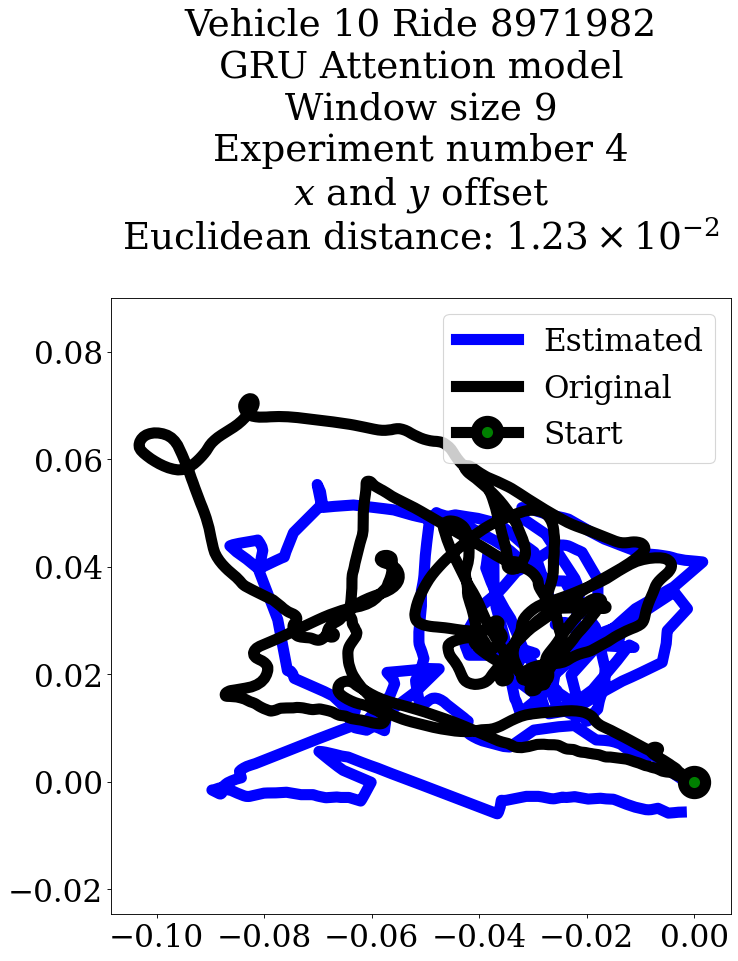 Vehicle 10 Ride 8971982
GRU Attention model
Window size 9
Experiment number 4
x and y offset
Euclidean distance: 1.23 × 10⁻²
Estimated
Original
Start
0.08
0.06
0.04
0.02
0.00
−0.02
−0.10 −0.08 −0.06 −0.04 −0.02 0.00